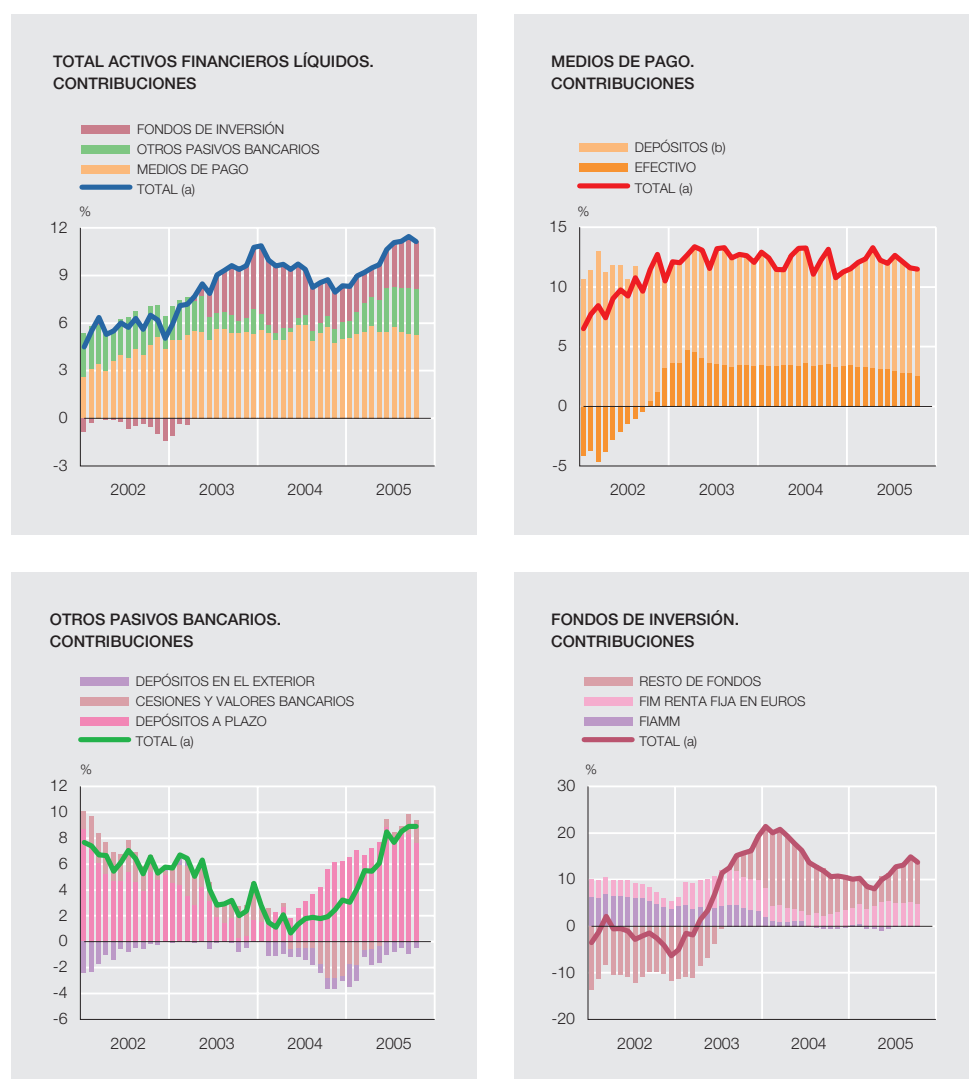 TOTAL ACTIVOS FINANCIEROS LÍQUIDOS.
CONTRIBUCIONES
FONDOS DE INVERSIÓN
OTROS PASIVOS BANCARIOS
MEDIOS DE PAGO
TOTAL (a)
%
12
9
6
3
0
-3
2002 2003 2004 2005
MEDIOS DE PAGO.
CONTRIBUCIONES
DEPÓSITOS (b)
EFECTIVO
TOTAL (a)
%
15
10
5
0
-5
2002 2003 2004 2005
OTROS PASIVOS BANCARIOS.
CONTRIBUCIONES
DEPÓSITOS EN EL EXTERIOR
CESIONES Y VALORES BANCARIOS
DEPÓSITOS A PLAZO
TOTAL (a)
%
12
10
8
6
4
2
0
-2
-4
-6
2002 2003 2004 2005
FONDOS DE INVERSIÓN.
CONTRIBUCIONES
RESTO DE FONDOS
FIM RENTA FIJA EN EUROS
FIAMM
TOTAL (a)
%
30
20
10
0
-10
-20
2002 2003 2004 2005